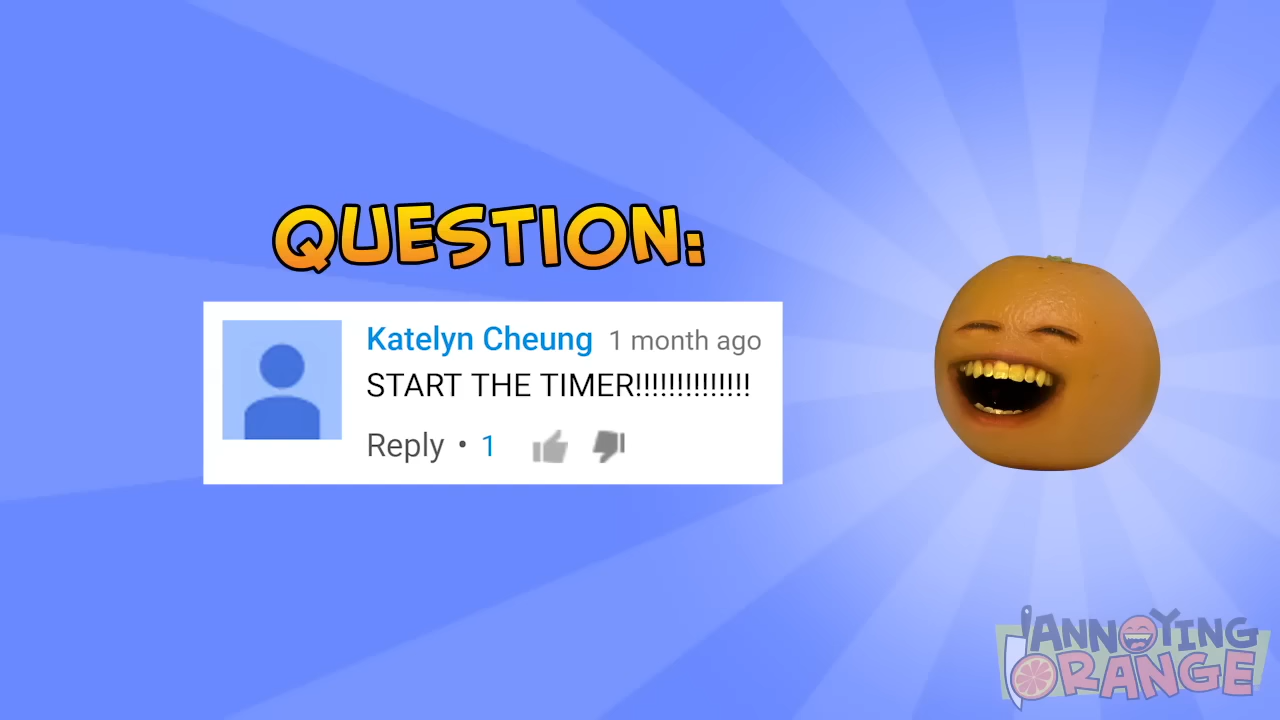 QUESTION:
Katelyn Cheung 1 month ago
START THE TIMER!!!!!!!!!!!!!!
Reply • 1
ANNOYING
ORANGE